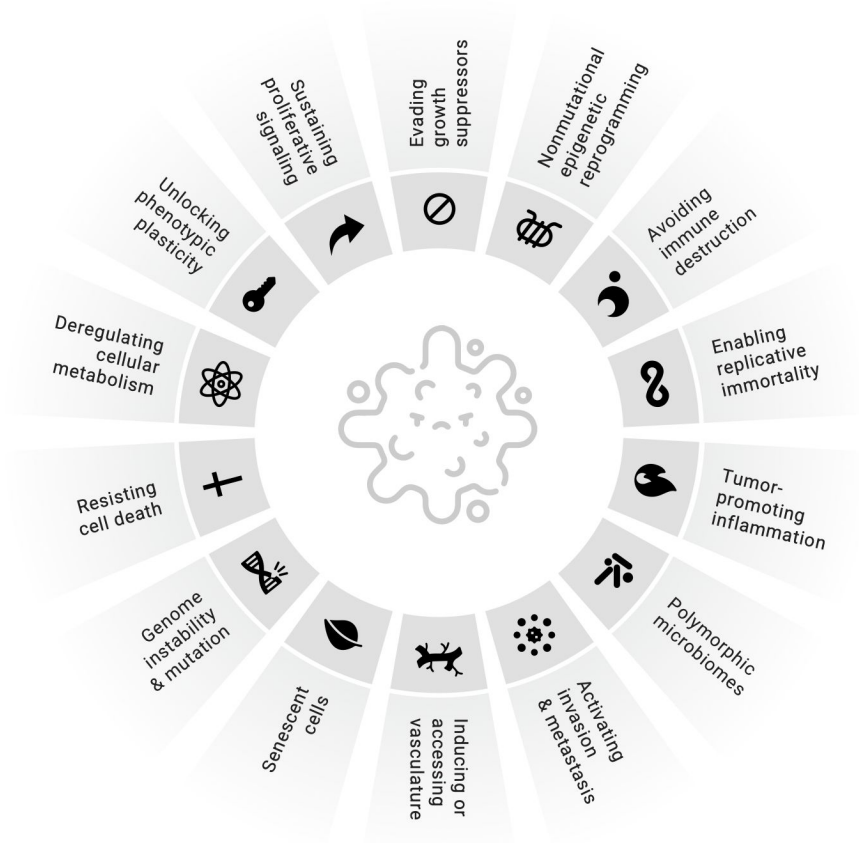 Evading
growth
suppressors
Nonmutational
epigenetic
reprogramming
Avoiding
immune
destruction
Enabling
replicative
immortality
Tumor-
promoting
inflammation
Polymorphic
microbiomes
Activating
invasion
& metastasis
Inducing or
accessing
vasculature
Senescent
cells
Genome
instability
& mutation
Resisting
cell death
Deregulating
cellular
metabolism
Unlocking
phenotypic
plasticity
Sustaining
proliferative
signaling